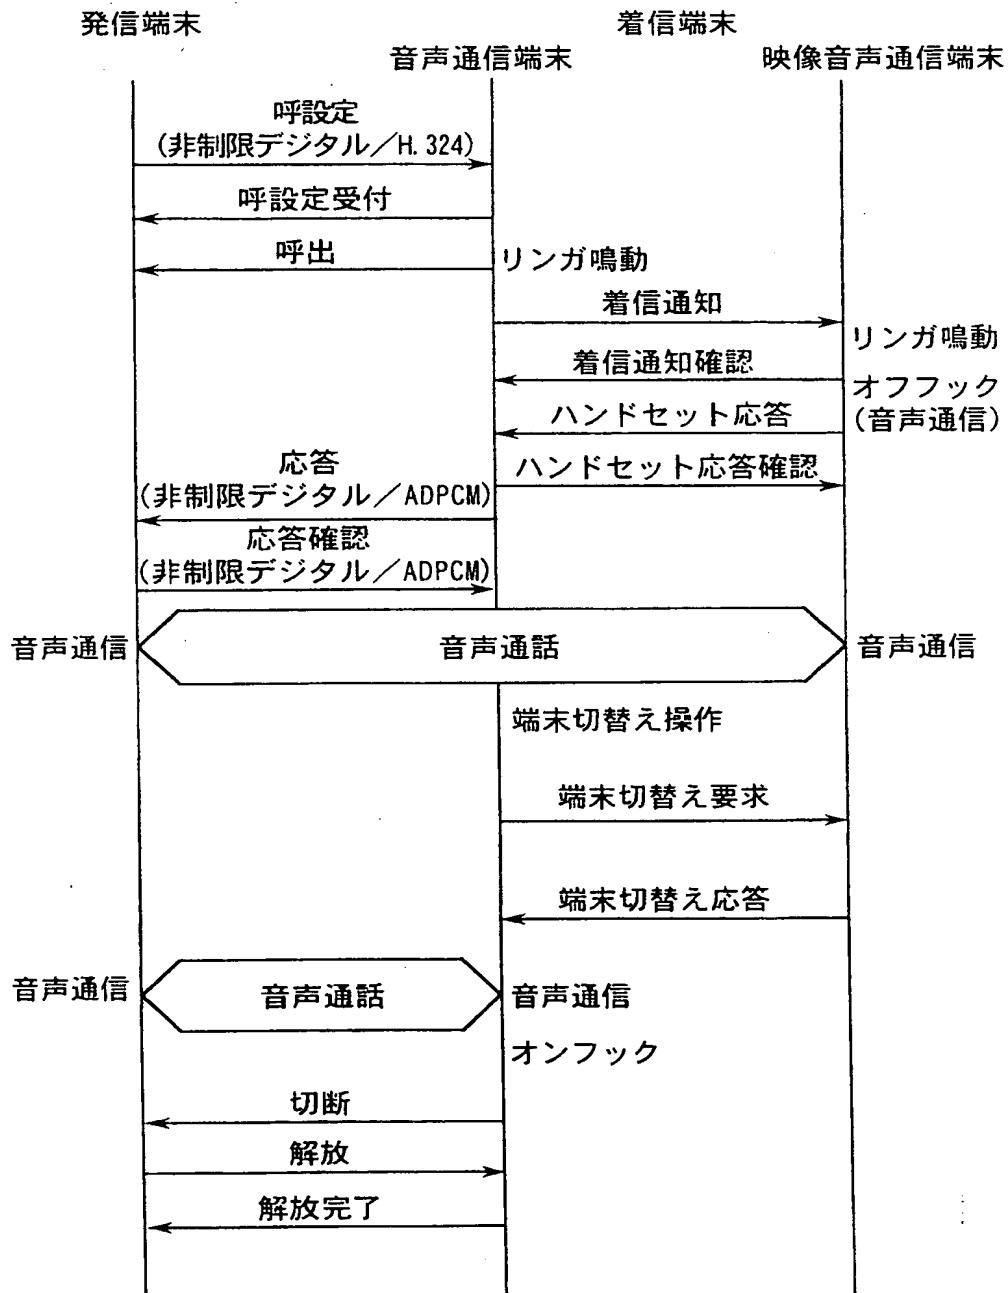 発信端末
着信端末
音声通信端末
映像音声通信端末
呼設定
(非制限デジタル／H.324)
呼設定受付
呼出
リンガ鳴動
着信通知
リンガ鳴動
着信通知確認
オフフック
(音声通信)
ハンドセット応答
応答
(非制限デジタル／ADPCM)
ハンドセット応答確認
応答確認
(非制限デジタル／ADPCM)
音声通信
音声通話
音声通信
端末切替え操作
端末切替え要求
端末切替え応答
音声通信
音声通話
音声通信
オンフック
切断
解放
解放完了